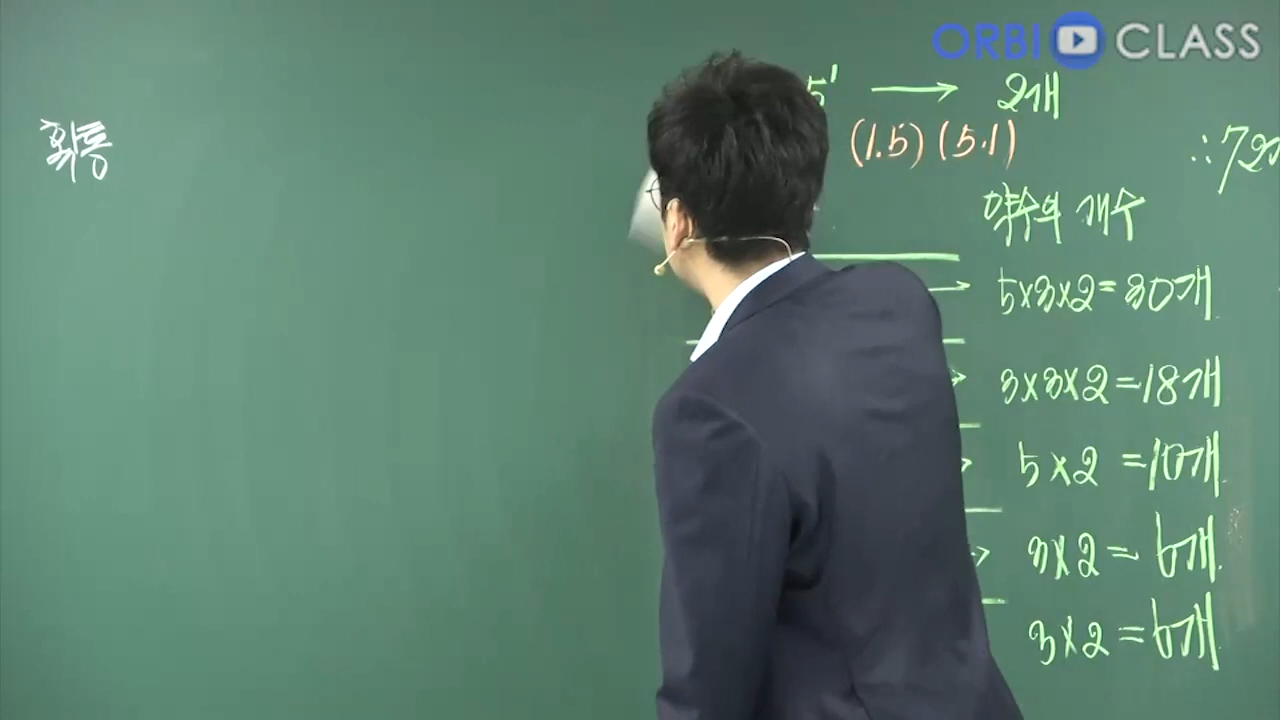 ORBI CLASS
확통
5¹ → 2개
(1.5) (5.1)
∴ 72
약수의 개수
→ 5×3×2=30개
→ 3×3×2=18개
→ 5×2 =10개
→ 3×2= 6개
3×2=6개